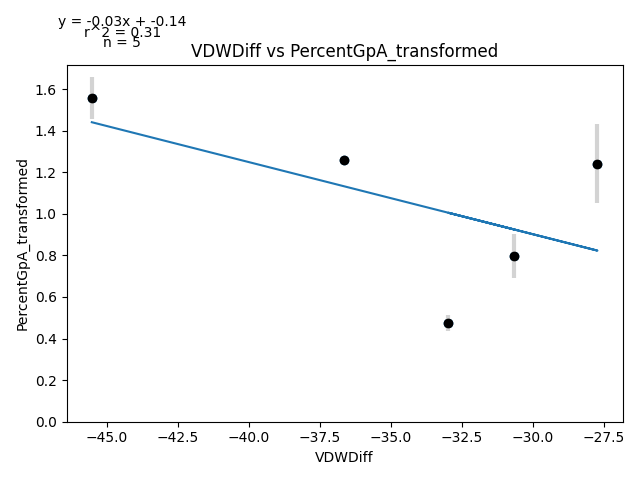 y = -0.03x + -0.14
r^2 = 0.31
n = 5
VDWDiff vs PercentGpA_transformed
PercentGpA_transformed
1.6
1.4
1.2
1.0
0.8
0.6
0.4
0.2
0.0
−45.0 −42.5 −40.0 −37.5 −35.0 −32.5 −30.0 −27.5
VDWDiff